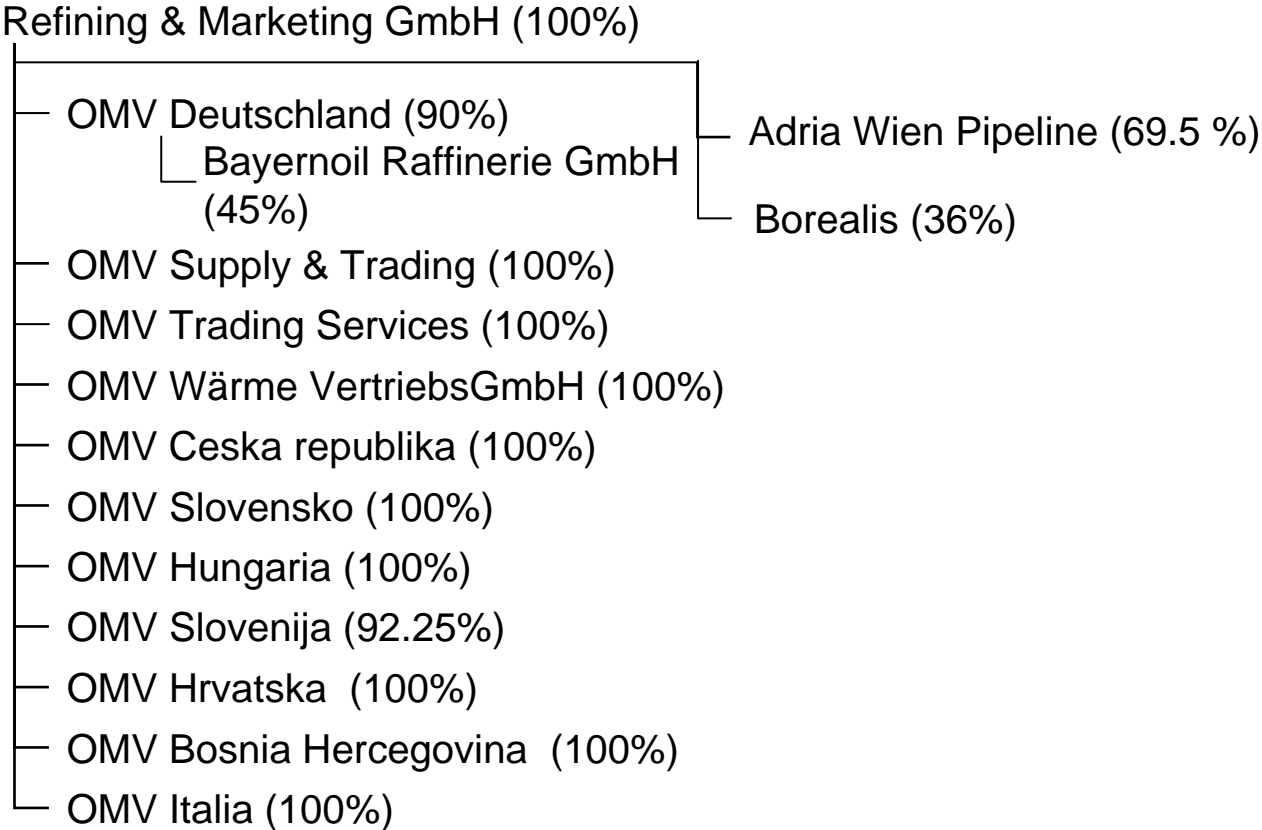 Refining & Marketing GmbH (100%)
OMV Deutschland (90%)
Bayernoil Raffinerie GmbH
(45%)
OMV Supply & Trading (100%)
OMV Trading Services (100%)
OMV Wärme VertriebsGmbH (100%)
OMV Ceska republika (100%)
OMV Slovensko (100%)
OMV Hungaria (100%)
OMV Slovenija (92.25%)
OMV Hrvatska (100%)
OMV Bosnia Hercegovina (100%)
OMV Italia (100%)
Adria Wien Pipeline (69.5 %)
Borealis (36%)